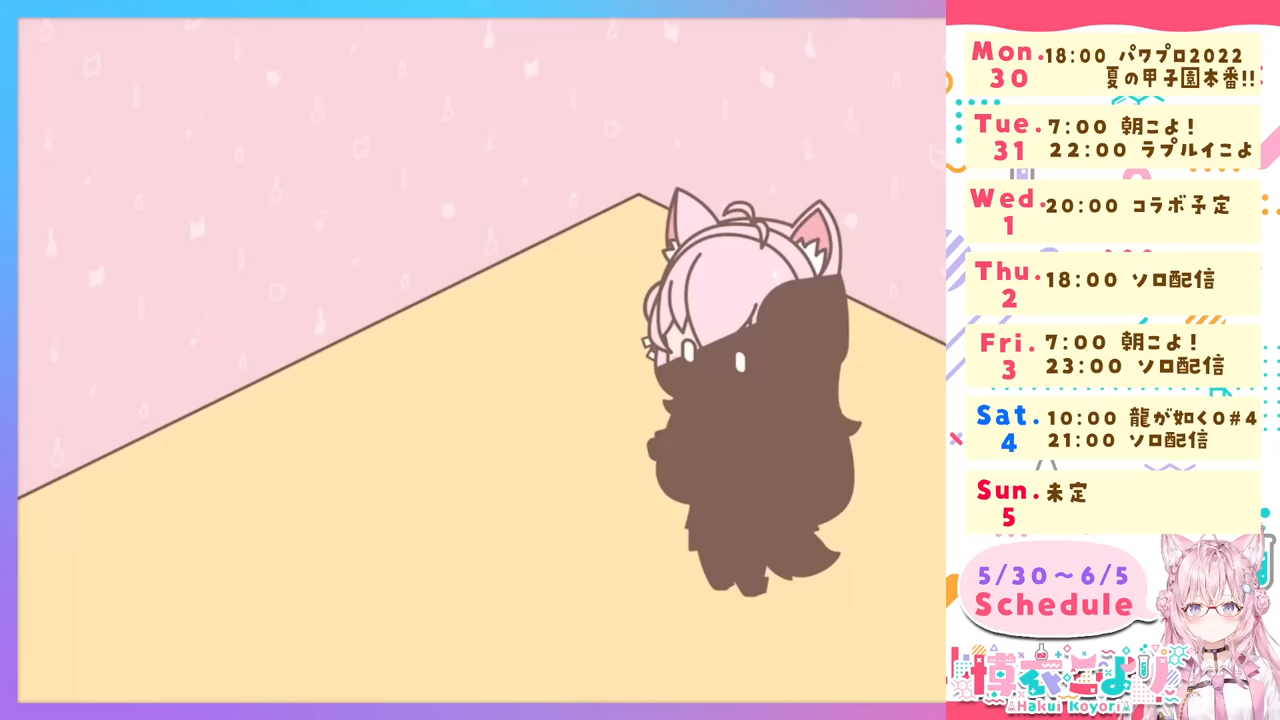 Mon. 18:00 パワプロ2022
30 夏の甲子園本番!!
Tue. 7:00 朝こよ!
31 22:00 ラプルイこよ
Wed. 20:00 コラボ予定
1
Thu. 18:00 ソロ配信
2
Fri. 7:00 朝こよ!
3 23:00 ソロ配信
Sat. 10:00 龍が如く0#4
4 21:00 ソロ配信
Sun. 未定
5
5/30～6/5
Schedule
博衣こより
Hakui Koyori